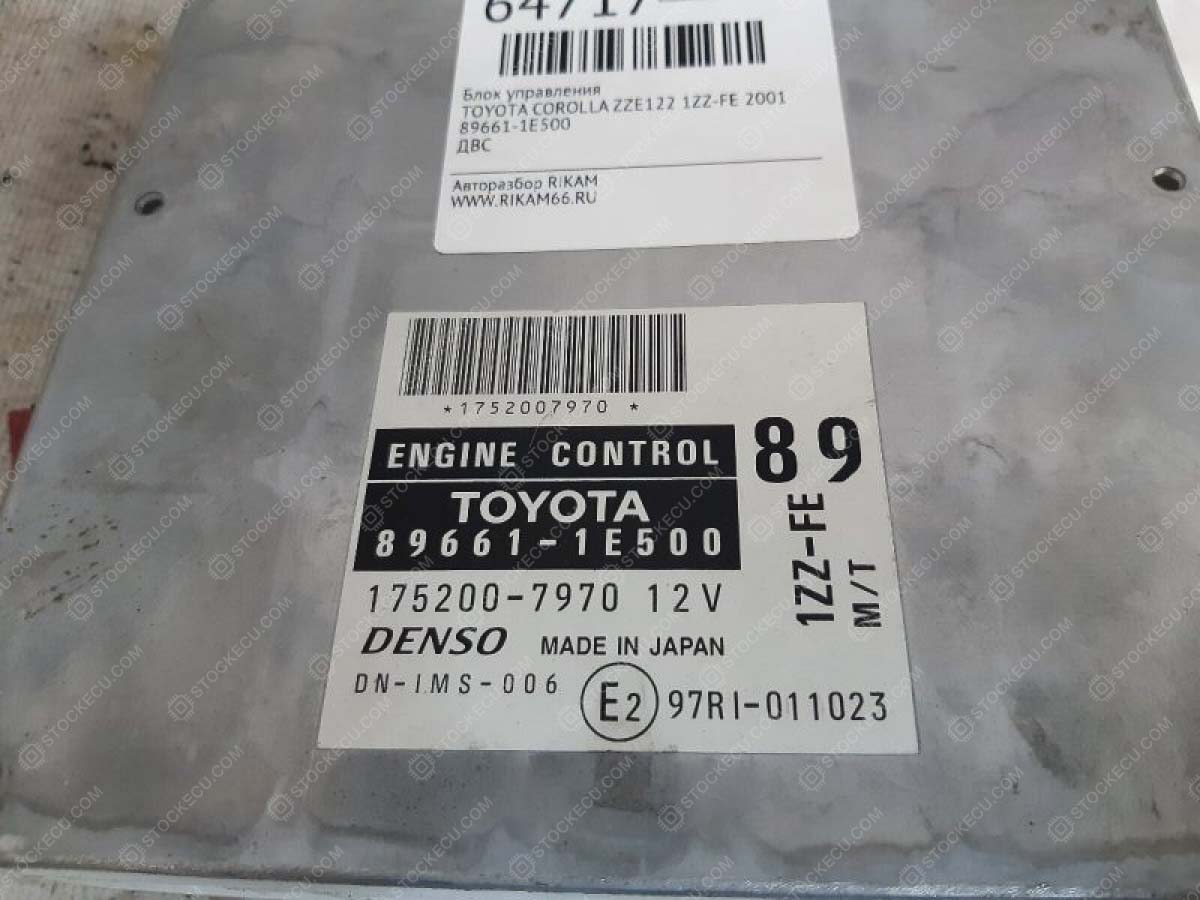 64717
Блок управления
TOYOTA COROLLA ZZE122 1ZZ-FE 2001
89661-1E500
ДВС
Авторазбор RIKAM
WWW.RIKAM66.RU
*1752007970 *
ENGINE CONTROL
89
TOYOTA
89661-1E500
1ZZ-FE
M/T
175200-7970 12V
DENSO MADE IN JAPAN
DN-IMS-006
E2 97RI-011023
STOCKECU.COM